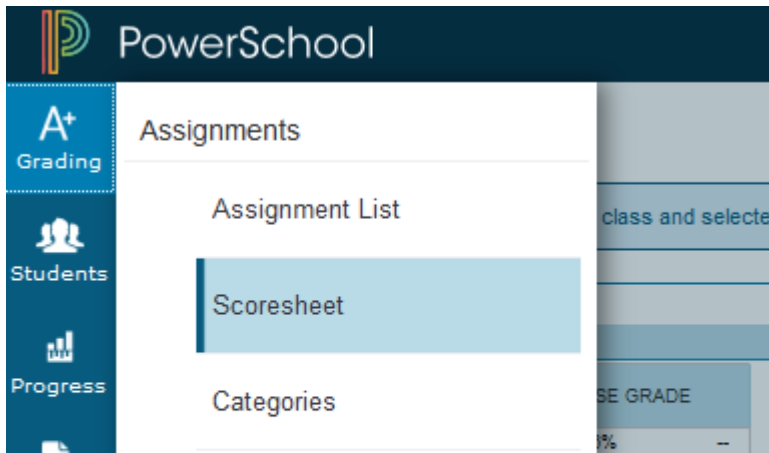 PowerSchool
A+
Grading
Students
Progress
Assignments
Assignment List
Scoresheet
Categories
class and selecte
SE GRADE
% --